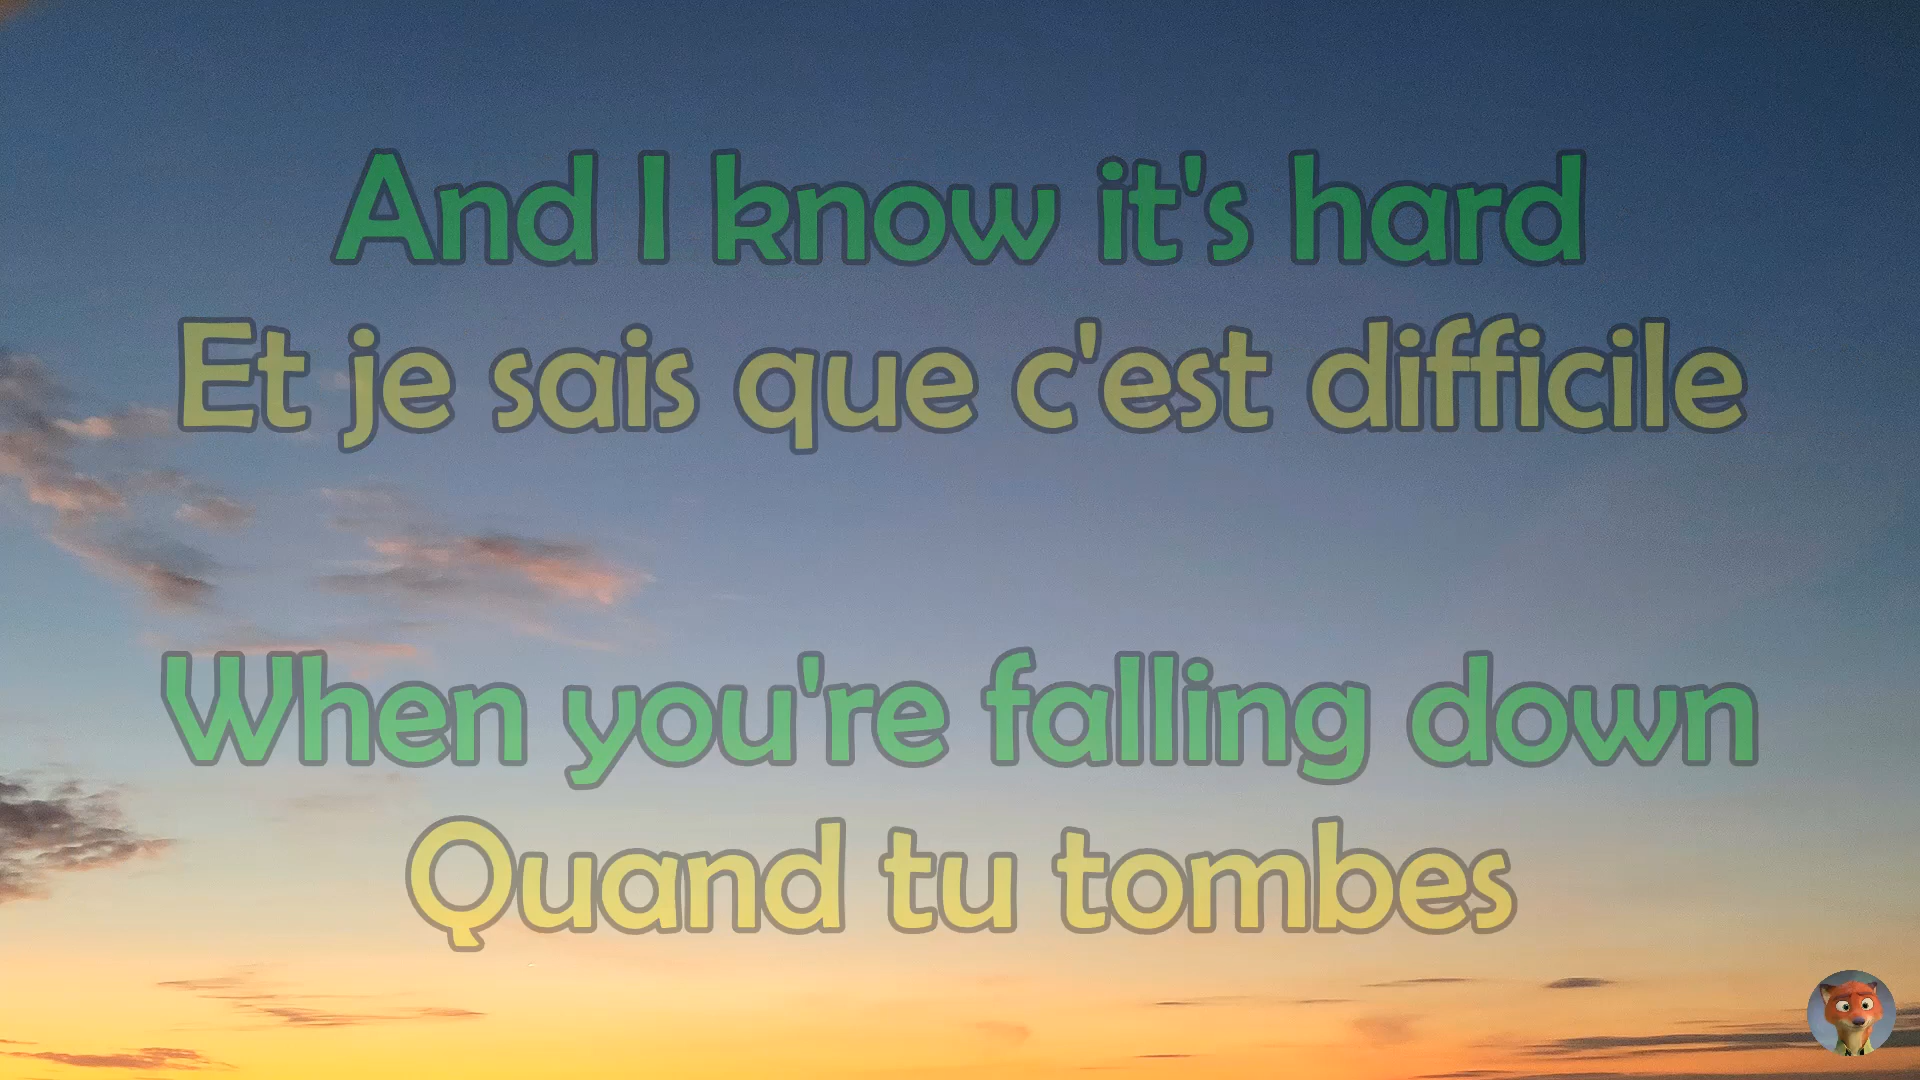 And I know it's hard
Et je sais que c'est difficile
When you're falling down
Quand tu tombes